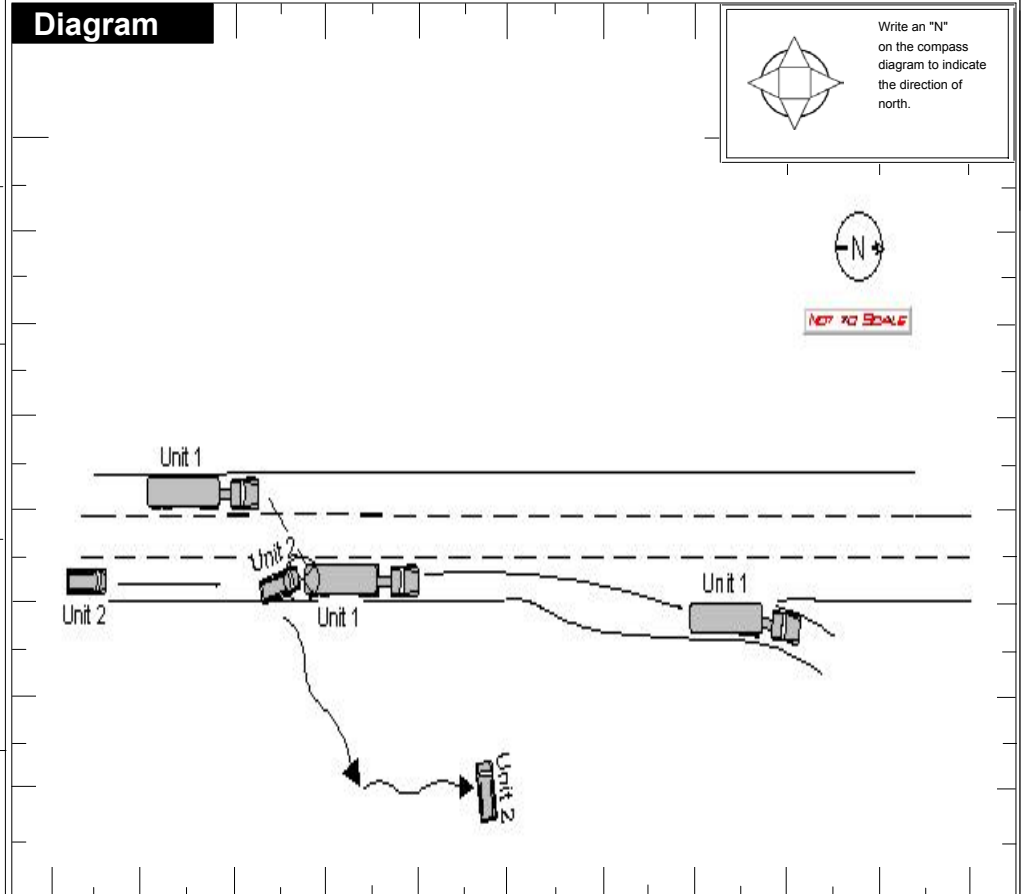 Diagram
Write an "N"
on the compass
diagram to indicate
the direction of
north.
N
NOT TO SCALE
Unit 1
Unit 2
Unit 2
Unit 1
Unit 1
Unit 2